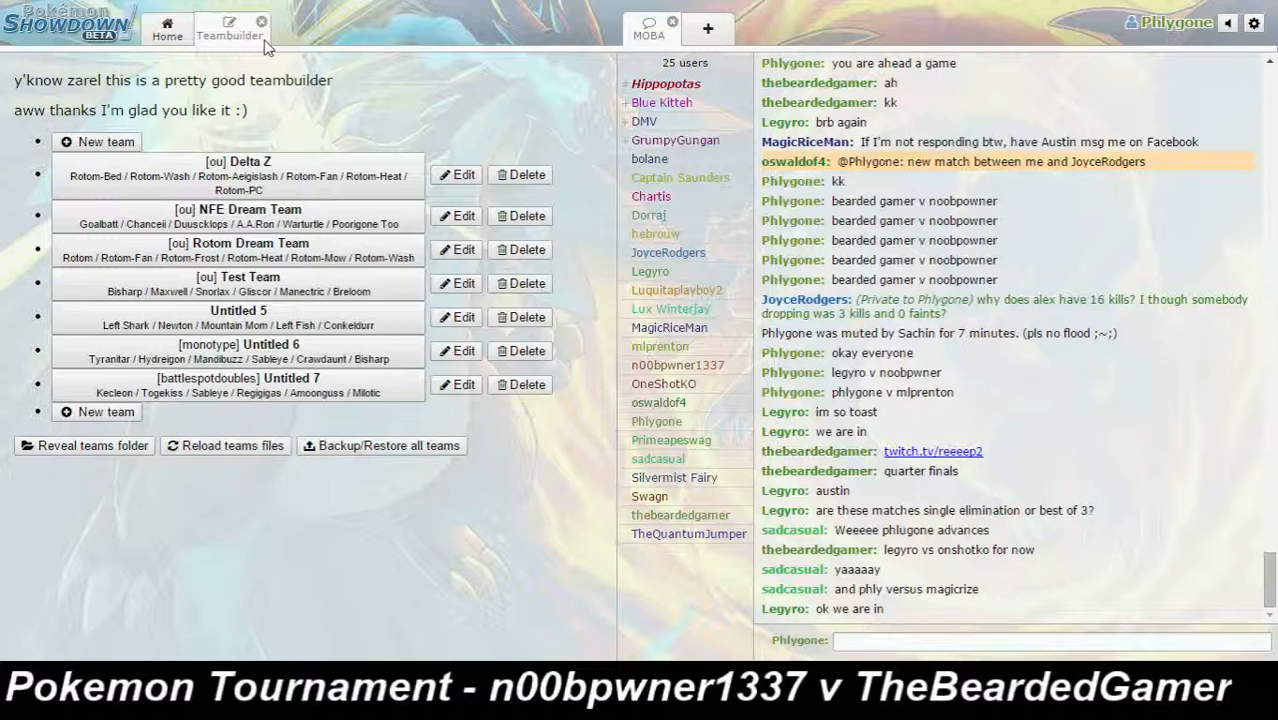 Pokémon
SHOWDOWN
BETA
Home
Teambuilder
MOBA
Phlygone
y'know zarel this is a pretty good teambuilder
aww thanks I'm glad you like it :)
New team
[ou] Delta Z
Rotom-Bed / Rotom-Wash / Rotom-Aegislash / Rotom-Fan / Rotom-Heat /
Rotom-PC
Edit Delete
[ou] NFE Dream Team
Goalbatt / Chanceii / Duuscklops / A.A.Ron / Warturtle / Poorigone Too
Edit Delete
[ou] Rotom Dream Team
Rotom / Rotom-Fan / Rotom-Frost / Rotom-Heat / Rotom-Mow / Rotom-Wash
Edit Delete
[ou] Test Team
Bisharp / Maxwell / Snorlax / Gliscor / Manectric / Breloom
Edit Delete
Untitled 5
Left Shark / Newton / Mountain Mom / Left Fish / Conkeldurr
Edit Delete
[monotype] Untitled 6
Tyranitar / Hydreigon / Mandibuzz / Sableye / Crawdaunt / Bisharp
Edit Delete
[battlespotdoubles] Untitled 7
Kecleon / Togekiss / Sableye / Regigigas / Amoonguss / Milotic
Edit Delete
New team
Reveal teams folder Reload teams files Backup/Restore all teams
25 users
# Hippopotas
+ Blue Kitteh
+ DMV
+ GrumpyGungan
bolane
Captain Saunders
Chartis
Dorraj
hebrouw
JoyceRodgers
Legyro
Luquitaplayboy2
Lux Winterjay
MagicRiceMan
mlprenton
n00bpwner1337
OneShotKO
oswaldof4
Phlygone
Primeapeswag
sadcasual
Silvermist Fairy
Swagn
thebeardedgamer
TheQuantumJumper
Phlygone: you are ahead a game
thebeardedgamer: ah
thebeardedgamer: kk
Legyro: brb again
MagicRiceMan: If I'm not responding btw, have Austin msg me on Facebook
oswaldof4: @Phlygone: new match between me and JoyceRodgers
Phlygone: kk
Phlygone: bearded gamer v noobpowner
Phlygone: bearded gamer v noobpowner
Phlygone: bearded gamer v noobpowner
Phlygone: bearded gamer v noobpowner
Phlygone: bearded gamer v noobpowner
JoyceRodgers: (Private to Phlygone) why does alex have 16 kills? I though somebody
dropping was 3 kills and 0 faints?
Phlygone was muted by Sachin for 7 minutes. (pls no flood ;~;)
Phlygone: okay everyone
Phlygone: legyro v noobpwner
Phlygone: phlygone v mlprenton
Legyro: im so toast
Legyro: we are in
thebeardedgamer: twitch.tv/reeeep2
thebeardedgamer: quarter finals
Legyro: austin
Legyro: are these matches single elimination or best of 3?
sadcasual: Weeeee phlugone advances
thebeardedgamer: legyro vs onshotko for now
sadcasual: yaaaaay
sadcasual: and phly versus magicrize
Legyro: ok we are in
Phlygone:
Pokemon Tournament - n00bpwner1337 v TheBeardedGamer